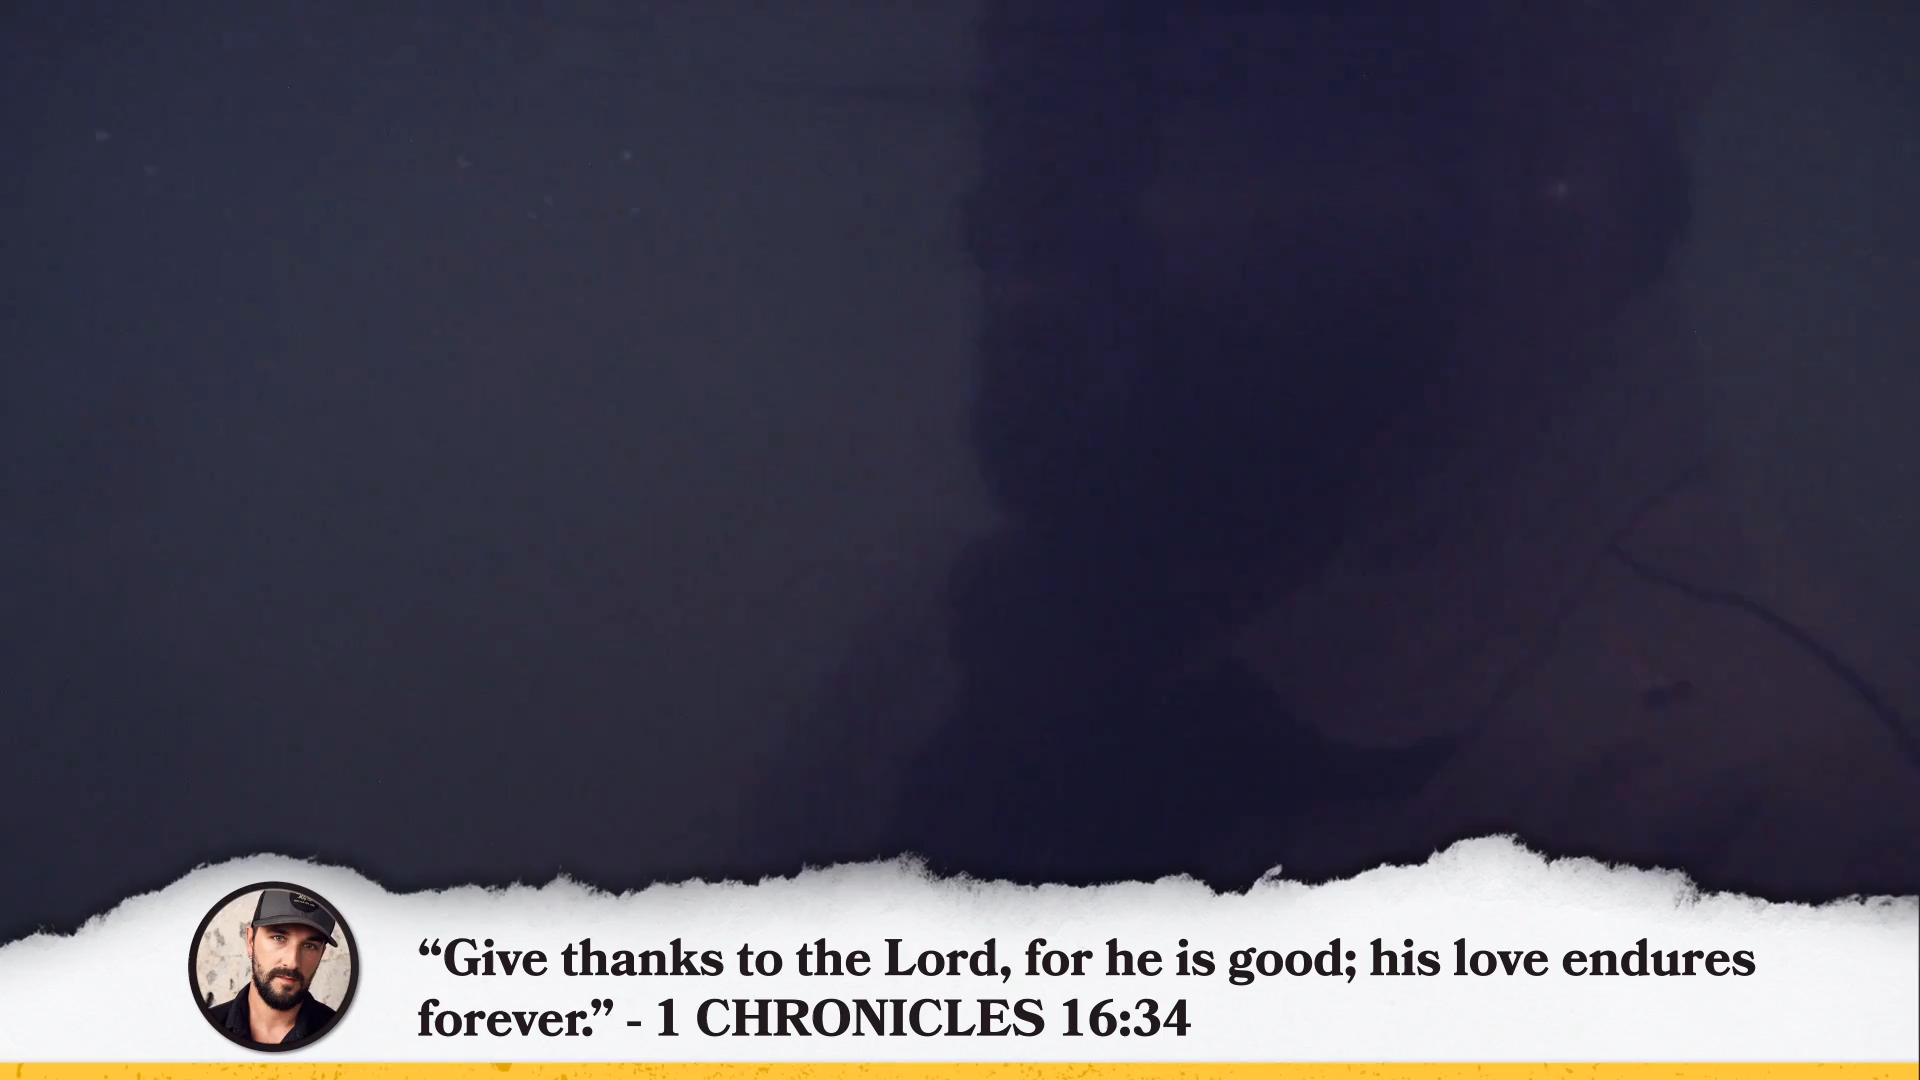 “Give thanks to the Lord, for he is good; his love endures
forever.” - 1 CHRONICLES 16:34